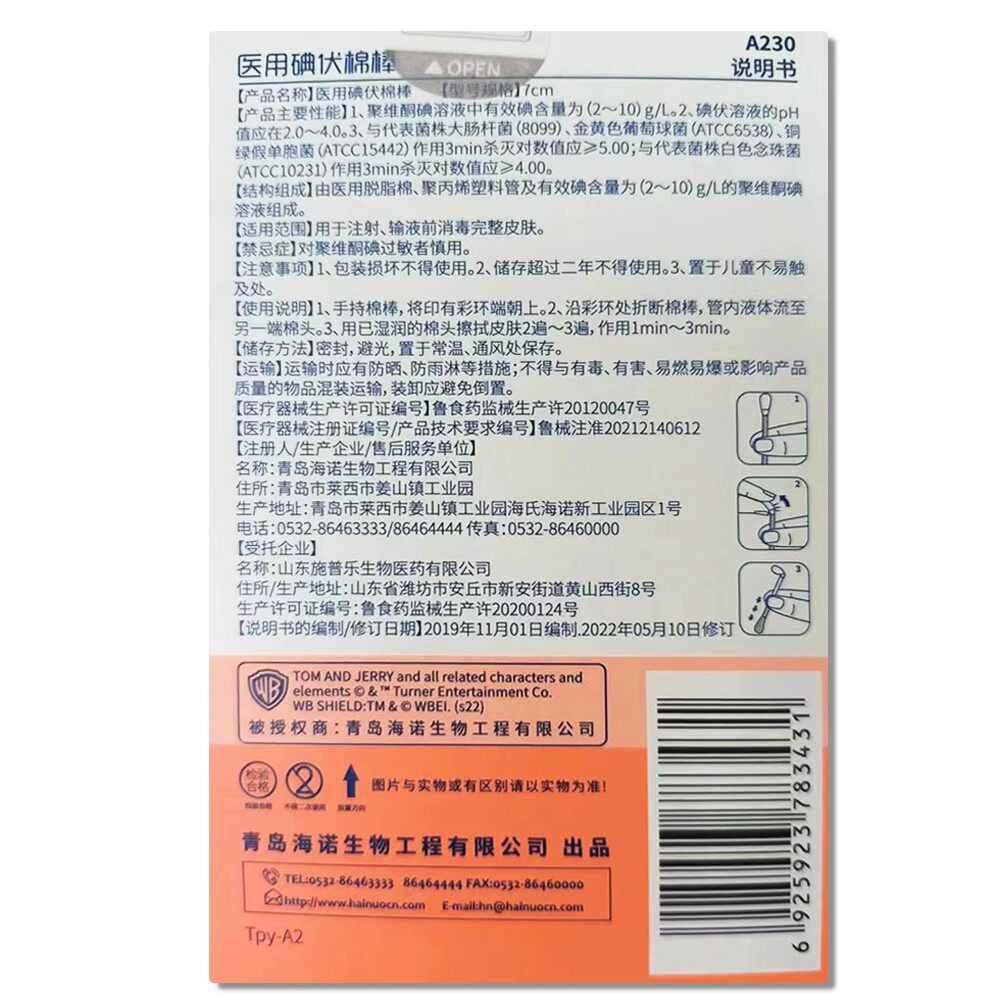 A230
医用碘伏棉棒
▲OPEN
说明书
【产品名称】医用碘伏棉棒 【型号规格】7cm
【产品主要性能】1、聚维酮碘溶液中有效碘含量为(2～10)g/L。2、碘伏溶液的pH
值应在2.0～4.0。3、与代表菌株大肠杆菌(8099)、金黄色葡萄球菌(ATCC6538)、铜
绿假单胞菌(ATCC15442)作用3min杀灭对数值应≥5.00;与代表菌株白色念珠菌
(ATCC10231)作用3min杀灭对数值应≥4.00。
【结构组成】由医用脱脂棉、聚丙烯塑料管及有效碘含量为(2～10)g/L的聚维酮碘
溶液组成。
【适用范围】用于注射、输液前消毒完整皮肤。
【禁忌症】对聚维酮碘过敏者慎用。
【注意事项】1、包装损坏不得使用。2、储存超过二年不得使用。3、置于儿童不易触
及处。
【使用说明】1、手持棉棒,将印有彩环端朝上。2、沿彩环处折断棉棒,管内液体流至
另一端棉头。3、用已湿润的棉头擦拭皮肤2遍～3遍,作用1min～3min。
【储存方法】密封,避光,置于常温、通风处保存。
【运输】运输时应有防晒、防雨淋等措施;不得与有毒、有害、易燃易爆或影响产品
质量的物品混装运输,装卸应避免倒置。
【医疗器械生产许可证编号】鲁食药监械生产许20120047号
【医疗器械注册证编号/产品技术要求编号】鲁械注准20212140612
【注册人/生产企业/售后服务单位】
名称:青岛海诺生物工程有限公司
住所:青岛市莱西市姜山镇工业园
生产地址:青岛市莱西市姜山镇工业园海氏海诺新工业园区1号
电话:0532-86463333/86464444 传真:0532-86460000
【受托企业】
名称:山东施普乐生物医药有限公司
住所/生产地址:山东省潍坊市安丘市新安街道黄山西街8号
生产许可证编号:鲁食药监械生产许20200124号
【说明书的编制/修订日期】2019年11月01日编制.2022年05月10日修订
1
2
3
WB
TOM AND JERRY and all related characters and
elements © & ™ Turner Entertainment Co.
WB SHIELD:TM & © WBEI. (s22)
被授权商:青岛海诺生物工程有限公司
检验
合格
2
检验合格 不得二次使用 放置方向
图片与实物或有区别请以实物为准!
青岛海诺生物工程有限公司 出品
TEL:0532-86463333 86464444 FAX:0532-86460000
http://www.hainuocn.com E-mail:hn@hainuocn.com
Tpy-A2
6 925923 783431